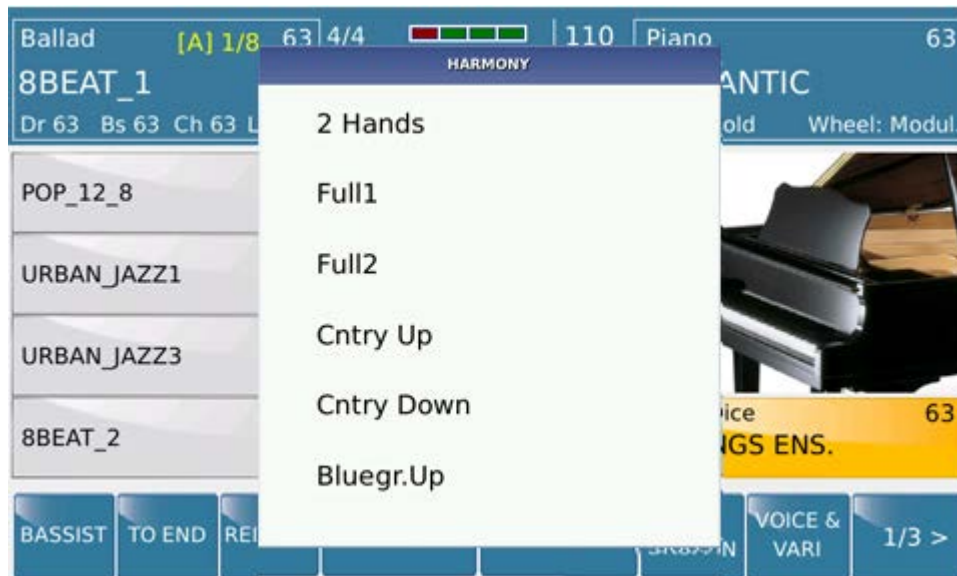 Ballad [A] 1/8 63 4/4 110 Piano 63
HARMONY
8BEAT_1 ANTIC
Dr 63 Bs 63 Ch 63 L old Wheel: Modul.
2 Hands
POP_12_8
Full1
URBAN_JAZZ1
Full2
URBAN_JAZZ3
Cntry Up
Cntry Down
ice 63
8BEAT_2
NGS ENS.
Bluegr.Up
BASSIST TO END REI VOICE & VARI 1/3 >